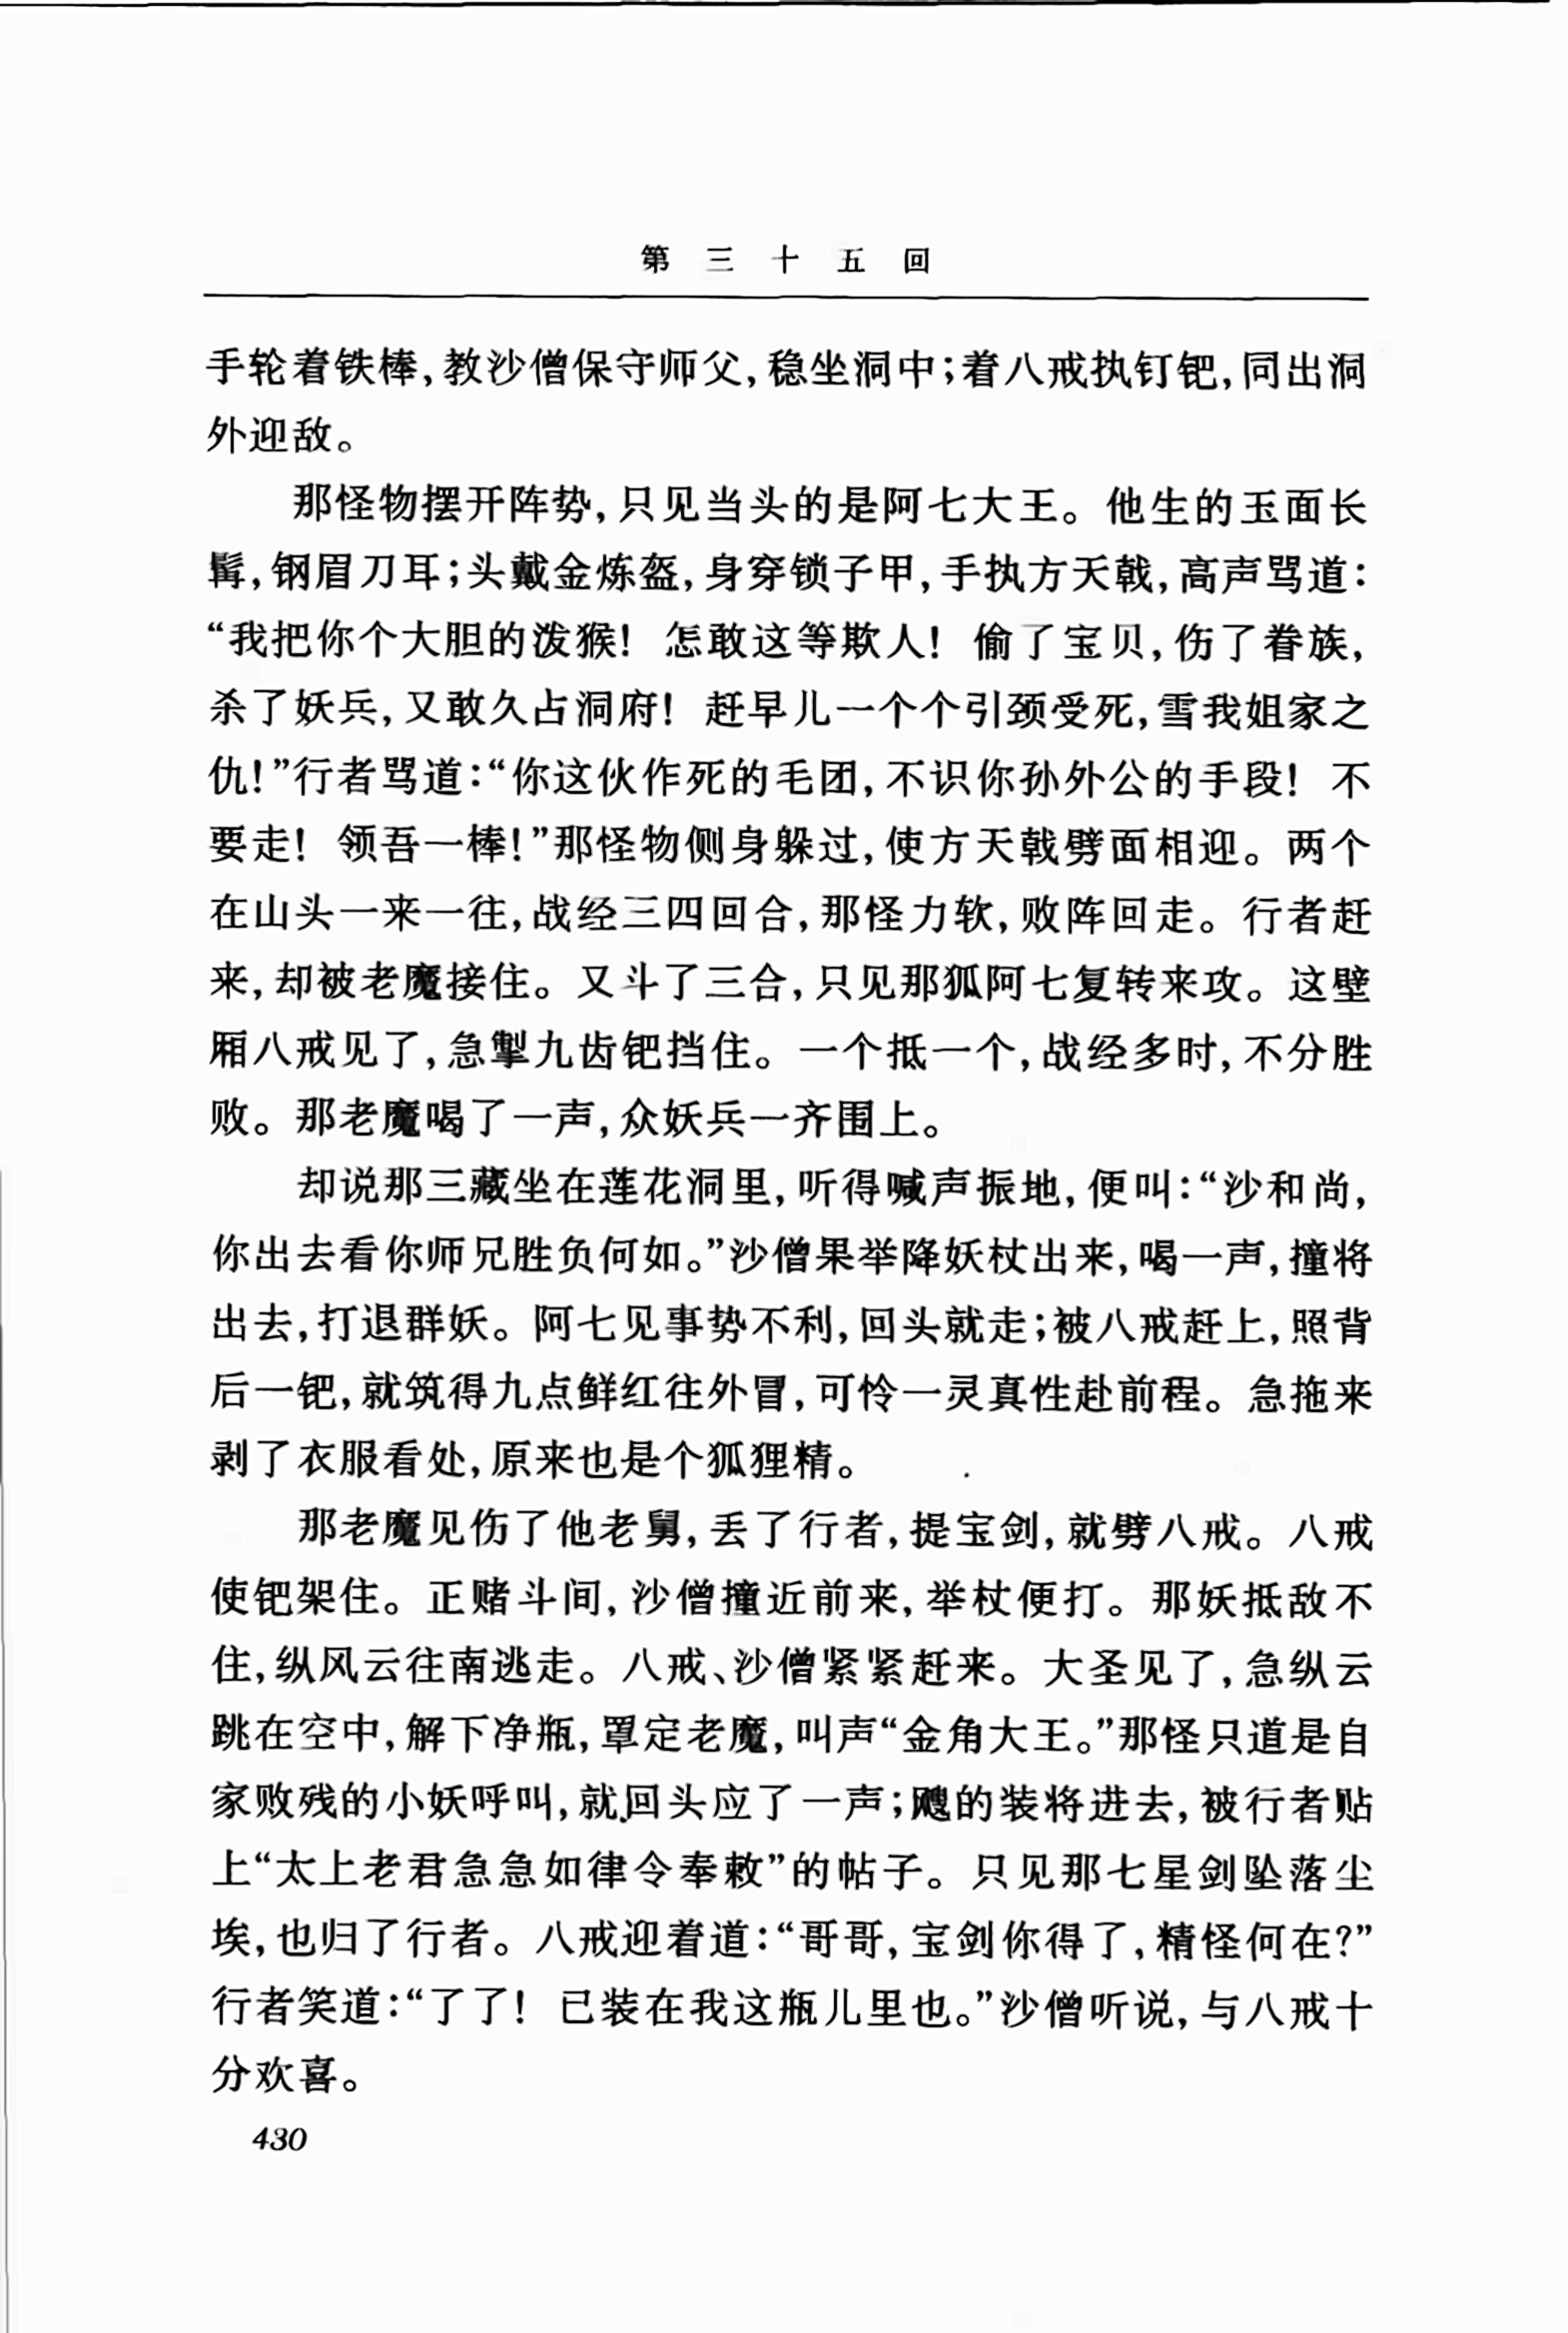 第三十五回
手轮着铁棒，教沙僧保守师父，稳坐洞中；着八戒执钉钯，同出洞
外迎敌。
那怪物摆开阵势，只见当头的是阿七大王。他生的玉面长
髯，钢眉刀耳；头戴金炼盔，身穿锁子甲，手执方天戟，高声骂道：
“我把你个大胆的泼猴！怎敢这等欺人！偷了宝贝，伤了眷族，
杀了妖兵，又敢久占洞府！赶早儿一个个引颈受死，雪我姐家之
仇！”行者骂道：“你这伙作死的毛团，不识你孙外公的手段！不
要走！领吾一棒！”那怪物侧身躲过，使方天戟劈面相迎。两个
在山头一来一往，战经三四回合，那怪力软，败阵回走。行者赶
来，却被老魔接住。又斗了三合，只见那狐阿七复转来攻。这壁
厢八戒见了，急掣九齿钯挡住。一个抵一个，战经多时，不分胜
败。那老魔喝了一声，众妖兵一齐围上。
却说那三藏坐在莲花洞里，听得喊声振地，便叫：“沙和尚，
你出去看你师兄胜负何如。”沙僧果举降妖杖出来，喝一声，撞将
出去，打退群妖。阿七见事势不利，回头就走；被八戒赶上，照背
后一钯，就筑得九点鲜红往外冒，可怜一灵真性赴前程。急拖来
剥了衣服看处，原来也是个狐狸精。
那老魔见伤了他老舅，丢了行者，提宝剑，就劈八戒。八戒
使钯架住。正赌斗间，沙僧撞近前来，举杖便打。那妖抵敌不
住，纵风云往南逃走。八戒、沙僧紧紧赶来。大圣见了，急纵云
跳在空中，解下净瓶，罩定老魔，叫声“金角大王。”那怪只道是自
家败残的小妖呼叫，就回头应了一声；飕的装将进去，被行者贴
上“太上老君急急如律令奉敕”的帖子。只见那七星剑坠落尘
埃，也归了行者。八戒迎着道：“哥哥，宝剑你得了，精怪何在？”
行者笑道：“了了！已装在我这瓶儿里也。”沙僧听说，与八戒十
分欢喜。
430